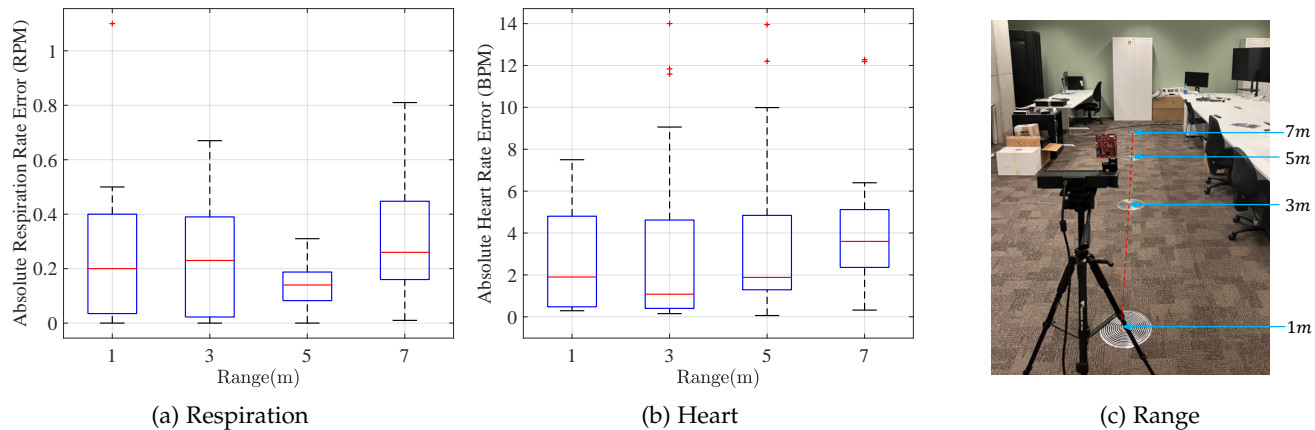 Absolute Respiration Rate Error (RPM)
1
0.8
0.6
0.4
0.2
0
1 3 5 7
Range(m)
(a) Respiration
Absolute Heart Rate Error (BPM)
14
12
10
8
6
4
2
0
1 3 5 7
Range(m)
(b) Heart
7m
5m
3m
1m
(c) Range